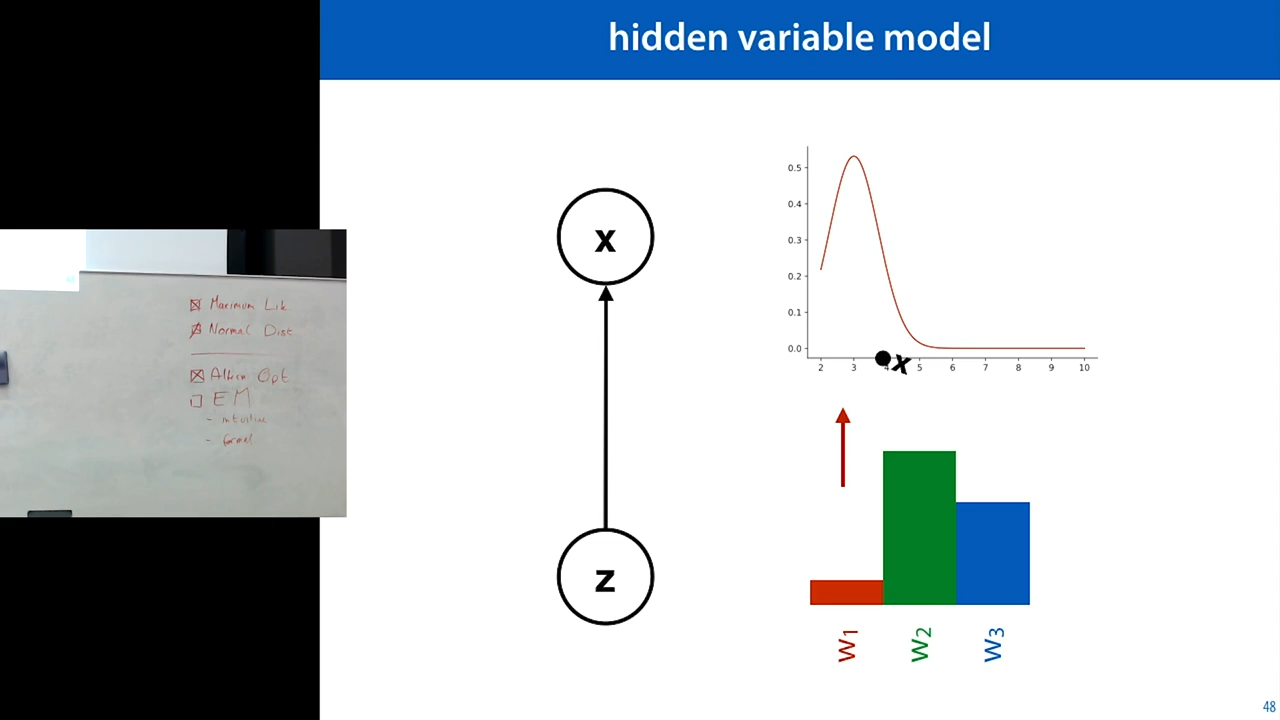 hidden variable model
Maximum Lik
Normal Dist
Altern Opt
EM
- intuitive
- formal
x
z
0.5
0.4
0.3
0.2
0.1
0.0
2 3 4 5 6 7 8 9 10
x
w1
w2
w3
48